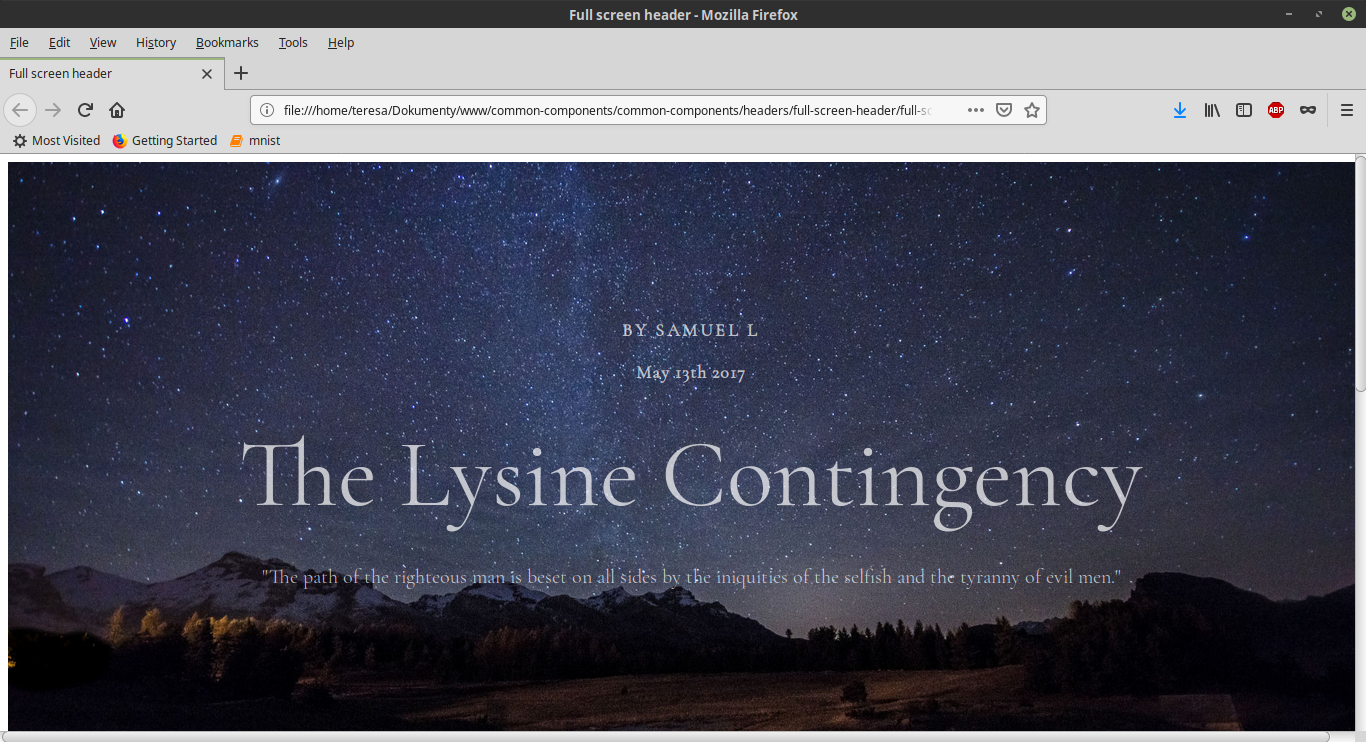 Full screen header - Mozilla Firefox
File Edit View History Bookmarks Tools Help
Full screen header
file:///home/teresa/Dokumenty/www/common-components/common-components/headers/full-screen-header/full-sc
ABP
Most Visited Getting Started mnist
BY SAMUEL L
May 13th 2017
The Lysine Contingency
"The path of the righteous man is beset on all sides by the iniquities of the selfish and the tyranny of evil men."